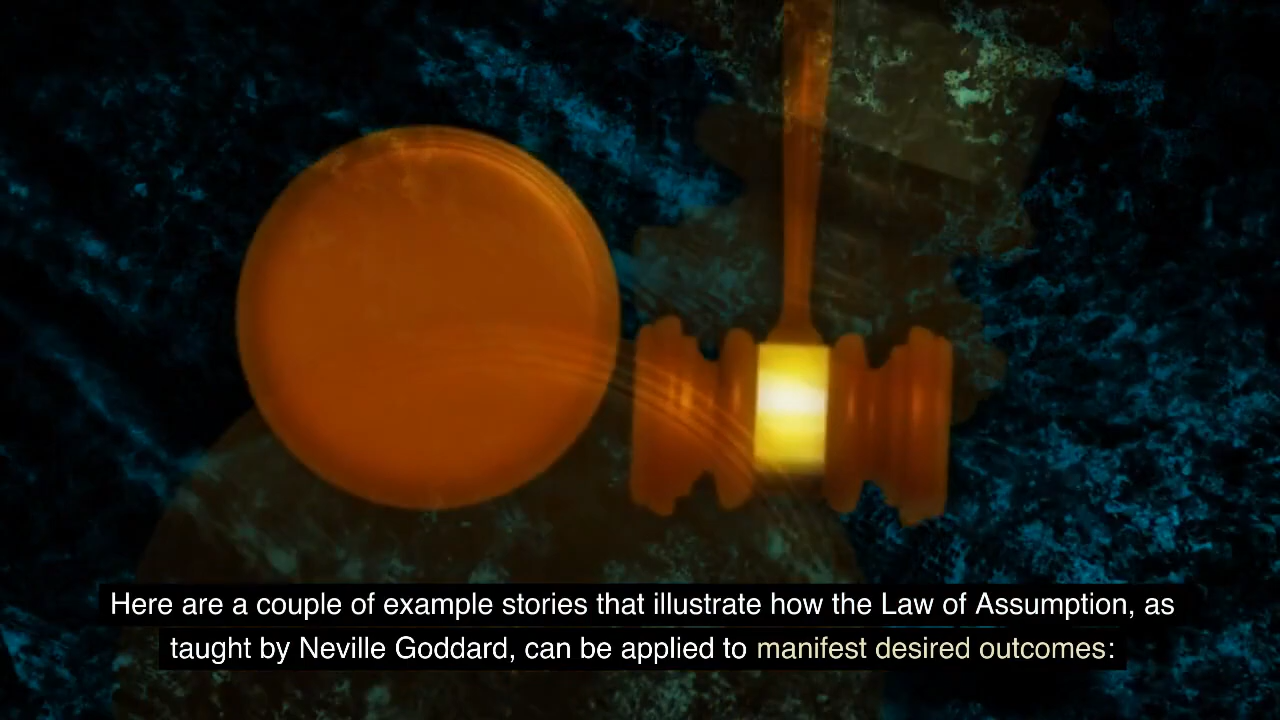 Here are a couple of example stories that illustrate how the Law of Assumption, as
taught by Neville Goddard, can be applied to manifest desired outcomes: